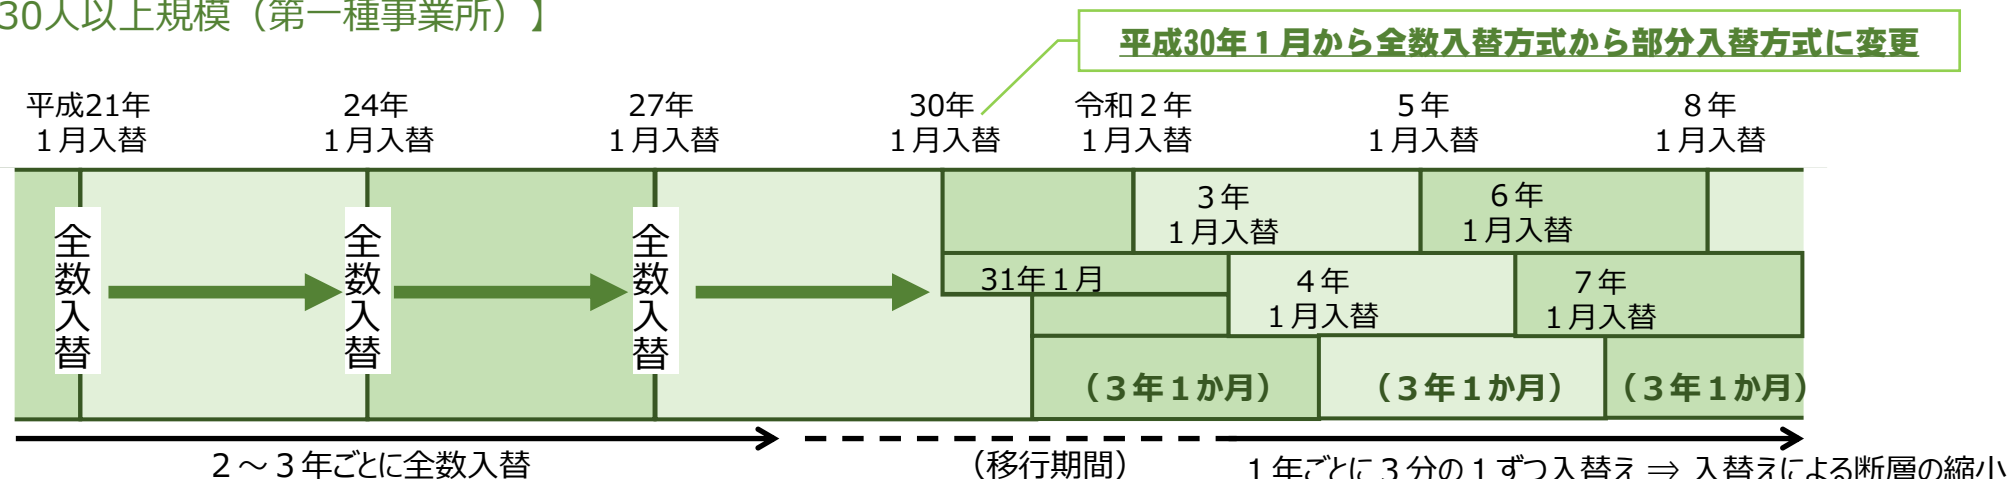 30人以上規模（第一種事業所）】
平成30年１月から全数入替方式から部分入替方式に変更
平成21年
１月入替
24年
１月入替
27年
１月入替
30年
１月入替
令和２年
１月入替
５年
１月入替
８年
１月入替
全数入替
全数入替
全数入替
３年
１月入替
６年
１月入替
31年１月
４年
１月入替
７年
１月入替
（３年１か月）
（３年１か月）
（３年１か月）
２～３年ごとに全数入替
（移行期間）
１年ごとに３分の１ずつ入替え ⇒ 入替えによる断層の縮小